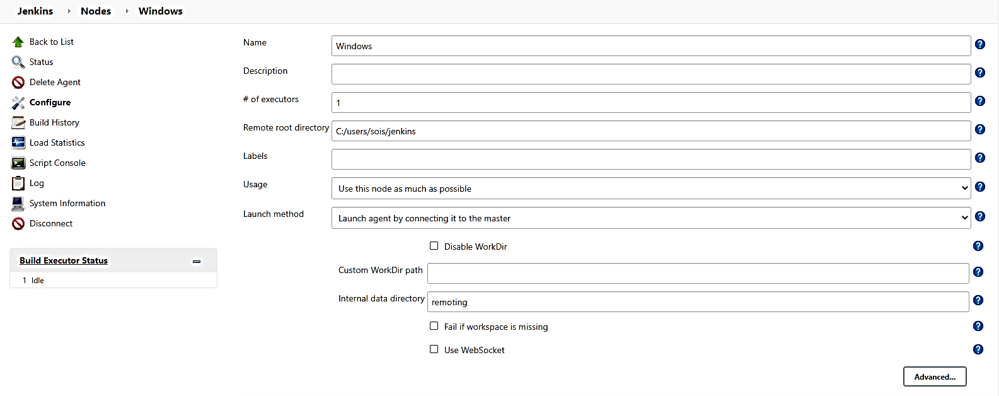 Jenkins Nodes Windows
Back to List
Status
Delete Agent
Configure
Build History
Load Statistics
Script Console
Log
System Information
Disconnect
Build Executor Status
1 Idle
Name Windows
Description
# of executors 1
Remote root directory C:/users/sois/jenkins
Labels
Usage Use this node as much as possible
Launch method Launch agent by connecting it to the master
Disable WorkDir
Custom WorkDir path
Internal data directory remoting
Fail if workspace is missing
Use WebSocket
Advanced...